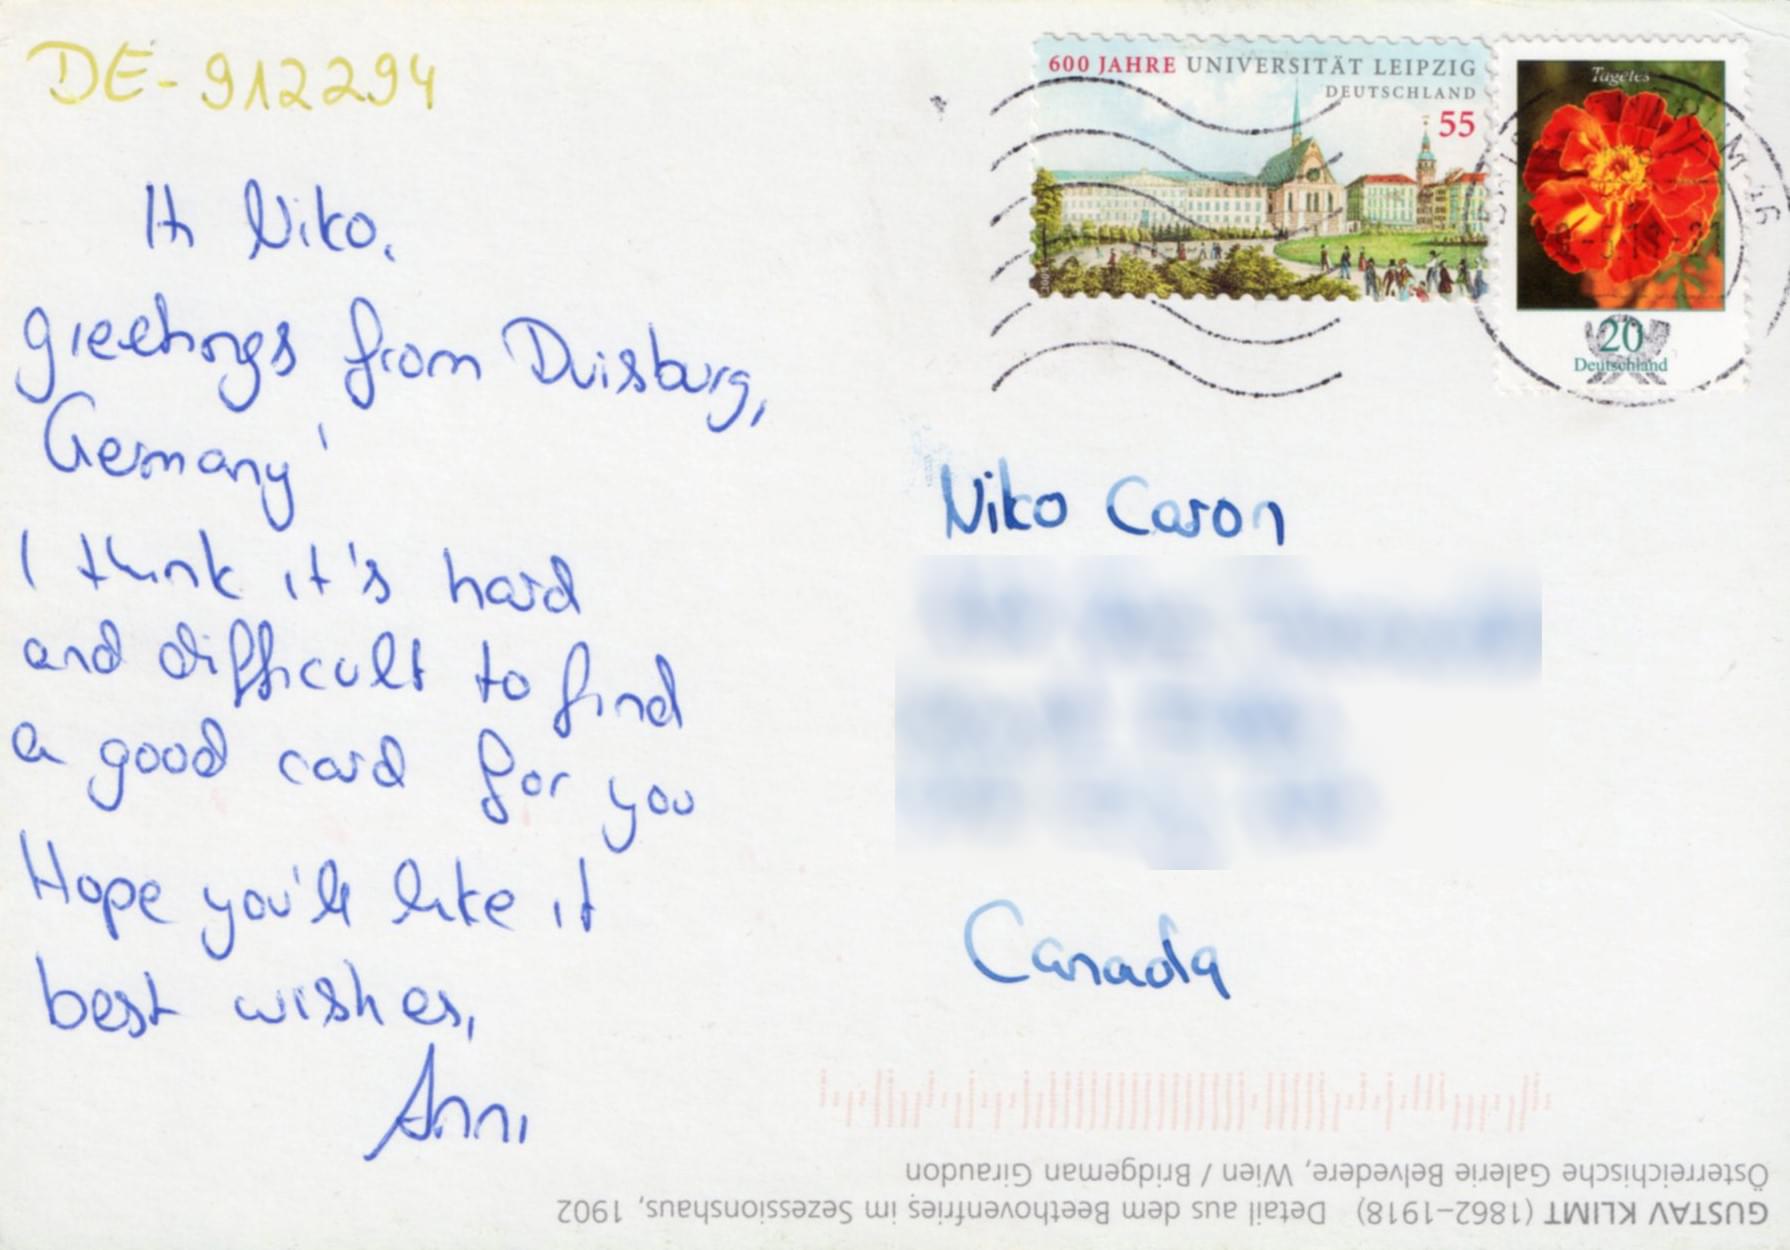 DE-912294
Hi Niko,
greetings from Duisburg,
Germany!
I think it's hard
and difficult to find
a good card for you
Hope you'll like it
best wishes,
Anni
600 JAHRE UNIVERSITÄT LEIPZIG
DEUTSCHLAND
55
Tagetes
20
Deutschland
Niko Caron
Canada
GUSTAV KLIMT (1862–1918) Detail aus dem Beethovenfries im Sezessionshaus, 1902
Österreichische Galerie Belvedere, Wien / Bridgeman Giraudon